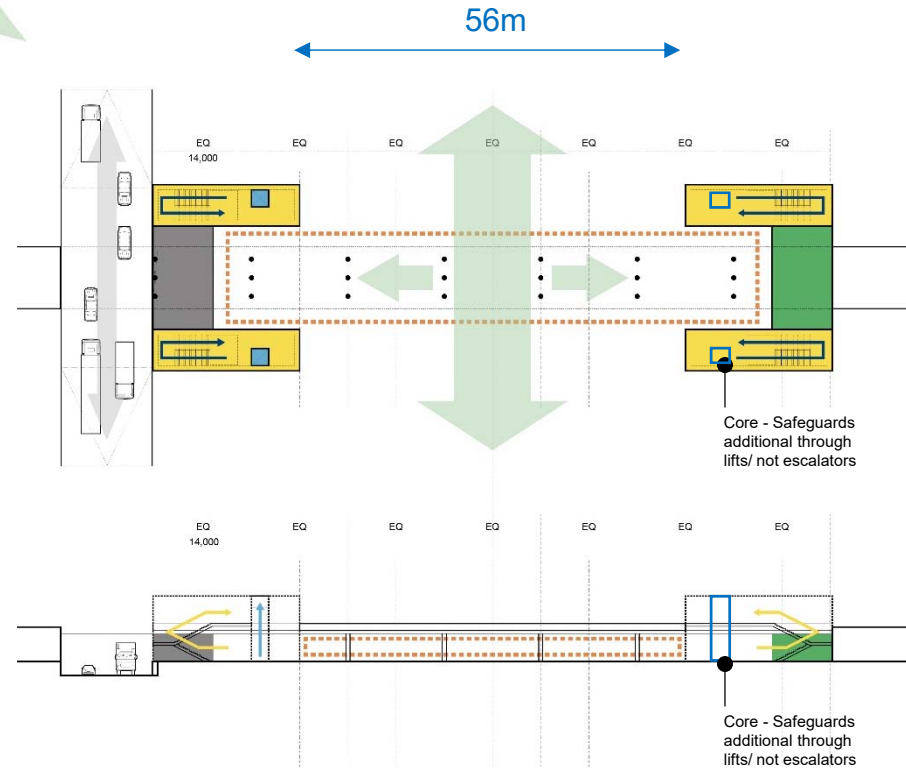 56m
EQ EQ EQ EQ EQ EQ EQ
14,000
Core - Safeguards
additional through
lifts/ not escalators
EQ EQ EQ EQ EQ EQ EQ
14,000
Core - Safeguards
additional through
lifts/ not escalators